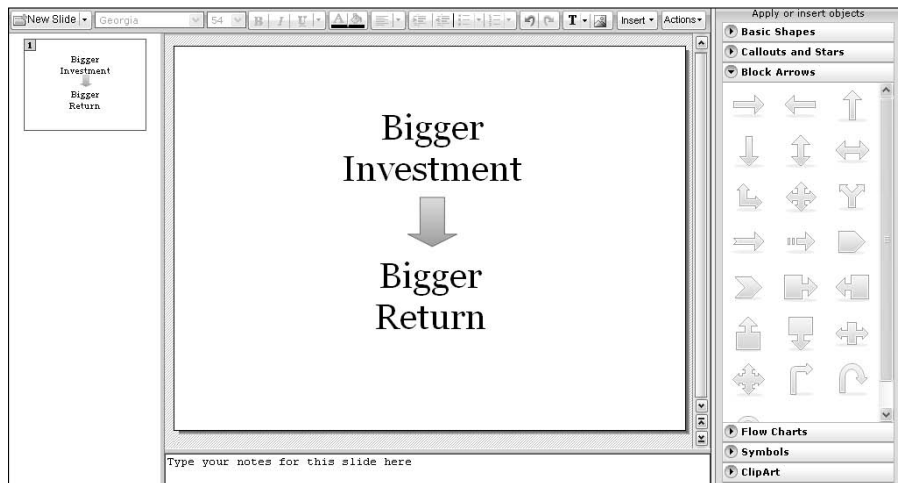 New Slide Georgia 54 B I U A T Insert Actions
Apply or insert objects
Basic Shapes
Callouts and Stars
Block Arrows
1
Bigger
Investment
Bigger
Return
Bigger
Investment
Bigger
Return
Flow Charts
Symbols
ClipArt
Type your notes for this slide here